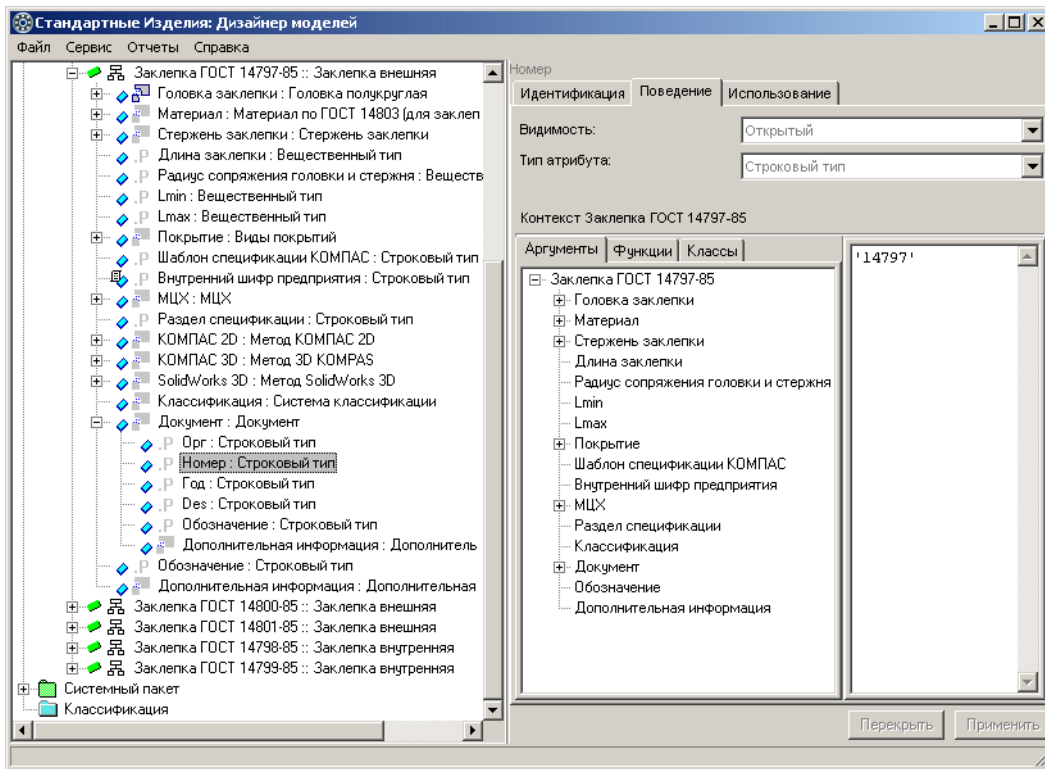 Стандартные Изделия: Дизайнер моделей
Файл Сервис Отчеты Справка
Заклепка ГОСТ 14797-85 :: Заклепка внешняя
Головка заклепки : Головка полукруглая
Материал : Материал по ГОСТ 14803 (для заклеп
Стержень заклепки : Стержень заклепки
.P Длина заклепки : Вещественный тип
.P Радиус сопряжения головки и стержня : Веществ
.P Lmin : Вещественный тип
.P Lmax : Вещественный тип
Покрытие : Виды покрытий
.P Шаблон спецификации КОМПАС : Строковый тип
.P Внутренний шифр предприятия : Строковый тип
МЦХ : МЦХ
.P Раздел спецификации : Строковый тип
КОМПАС 2D : Метод КОМПАС 2D
КОМПАС 3D : Метод 3D KOMPAS
SolidWorks 3D : Метод SolidWorks 3D
Классификация : Система классификации
Документ : Документ
.P Орг : Строковый тип
.P Номер : Строковый тип
.P Год : Строковый тип
.P Des : Строковый тип
.P Обозначение : Строковый тип
Дополнительная информация : Дополнитель
.P Обозначение : Строковый тип
Дополнительная информация : Дополнительная
Заклепка ГОСТ 14800-85 :: Заклепка внешняя
Заклепка ГОСТ 14801-85 :: Заклепка внешняя
Заклепка ГОСТ 14798-85 :: Заклепка внутренняя
Заклепка ГОСТ 14799-85 :: Заклепка внутренняя
Системный пакет
Классификация
Номер
Идентификация Поведение Использование
Видимость: Открытый
Тип атрибута: Строковый тип
Контекст Заклепка ГОСТ 14797-85
Аргументы Функции Классы
Заклепка ГОСТ 14797-85
Головка заклепки
Материал
Стержень заклепки
Длина заклепки
Радиус сопряжения головки и стержня
Lmin
Lmax
Покрытие
Шаблон спецификации КОМПАС
Внутренний шифр предприятия
МЦХ
Раздел спецификации
Классификация
Документ
Обозначение
Дополнительная информация
'14797'
Перекрыть Применить